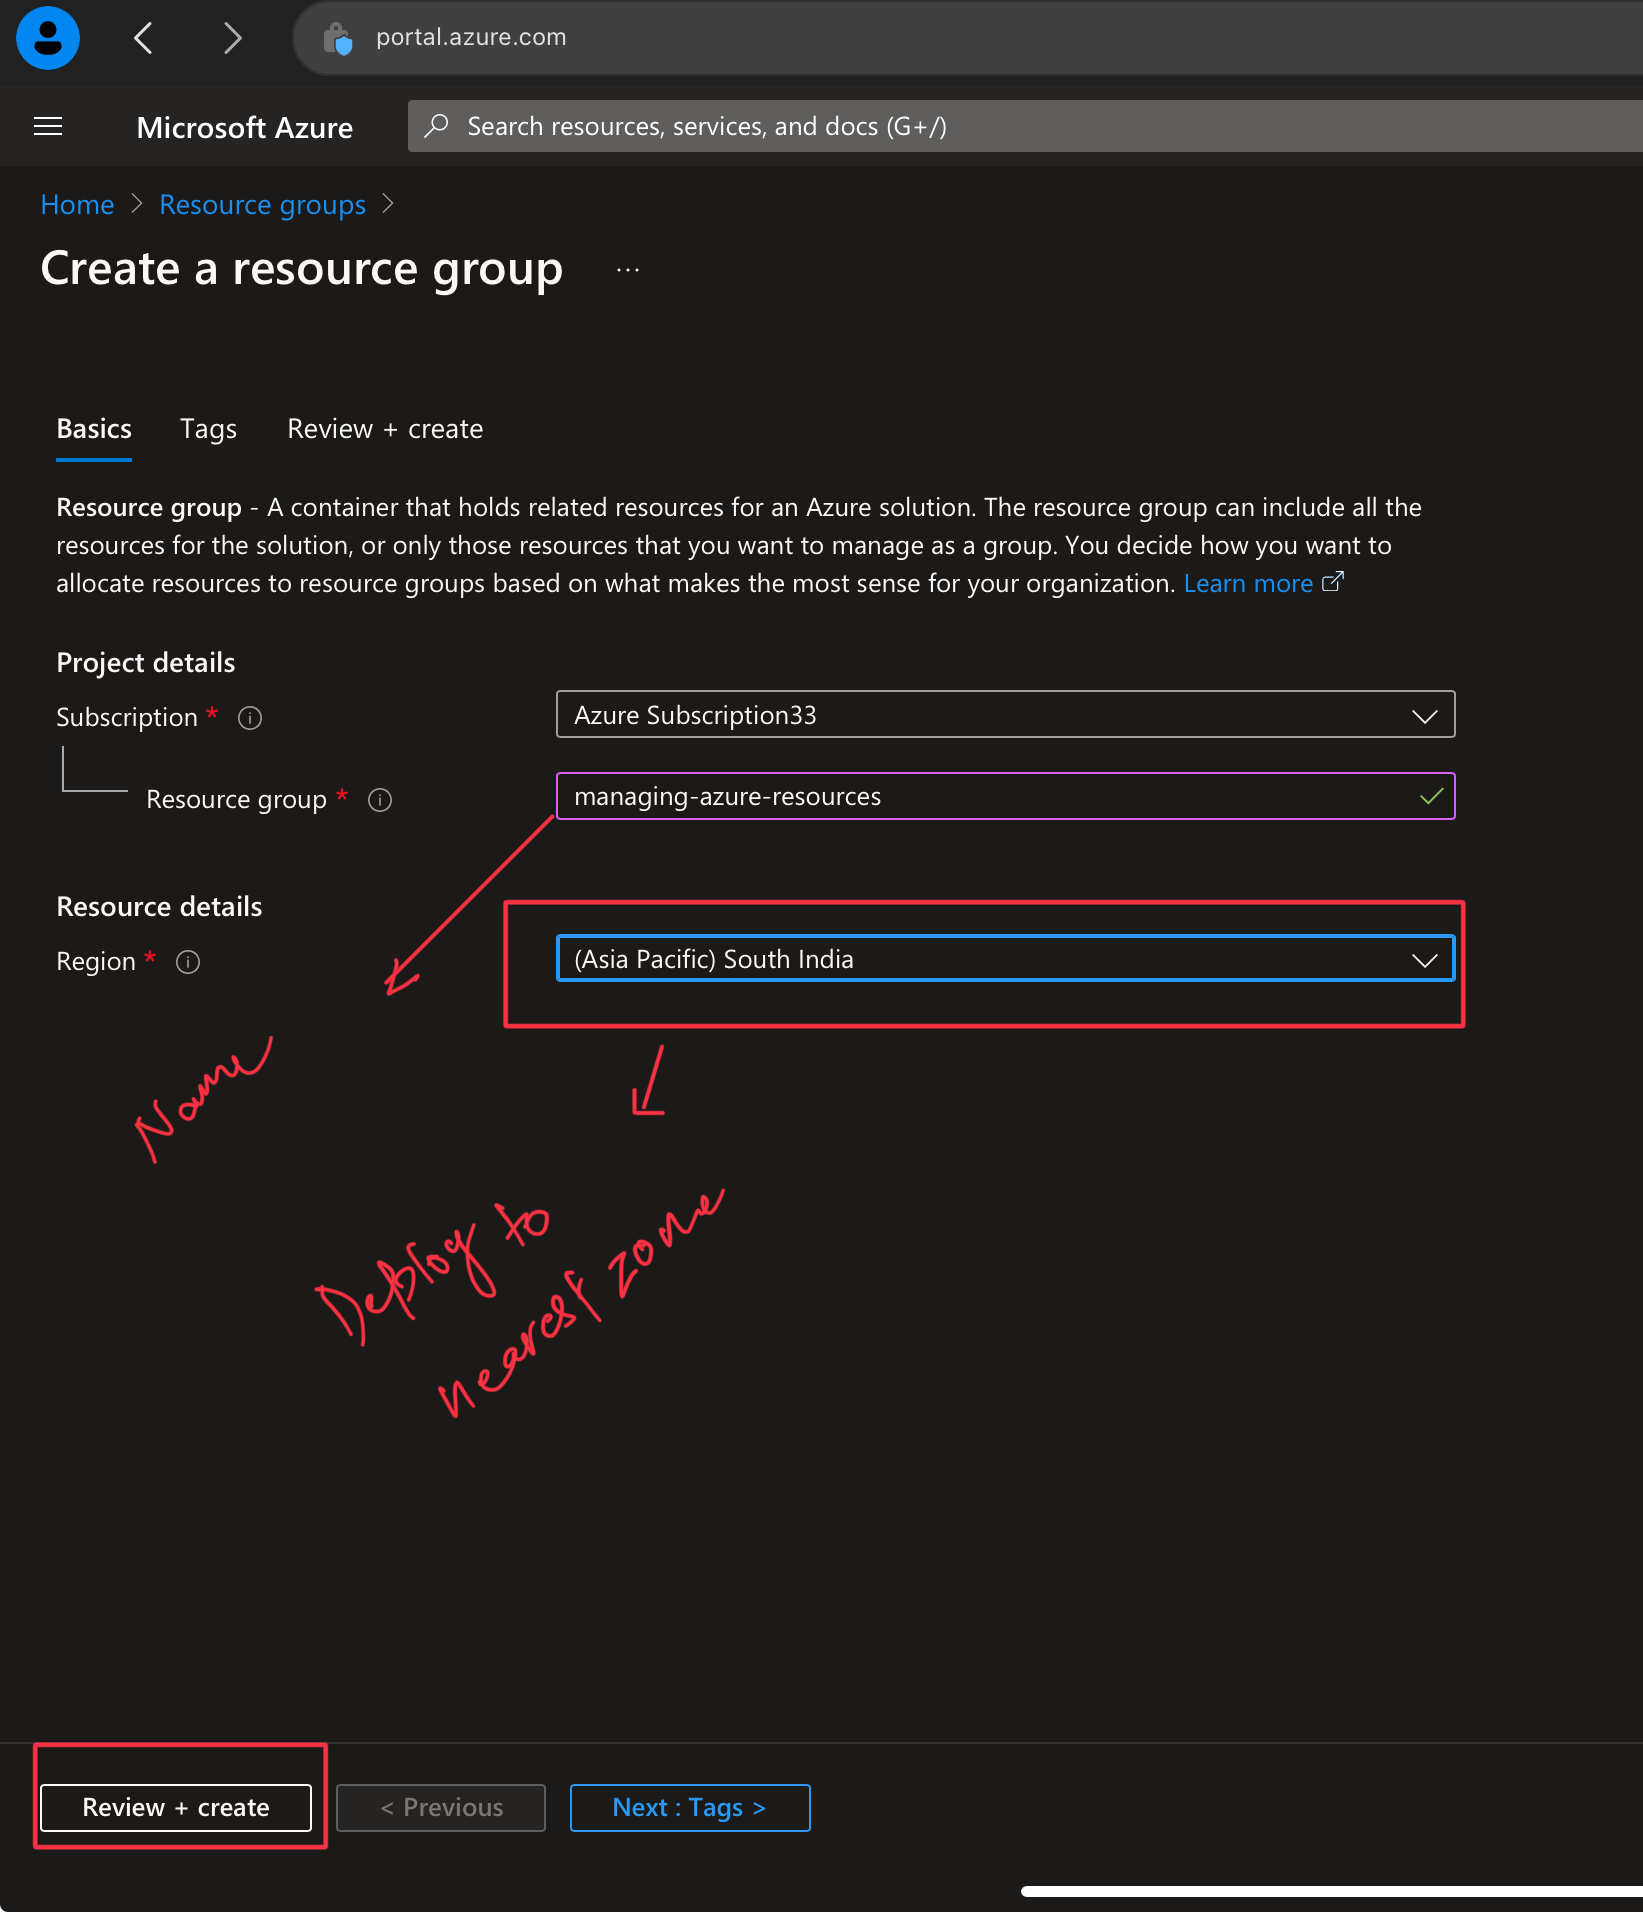 portal.azure.com
Microsoft Azure
Search resources, services, and docs (G+/)
Home > Resource groups >
Create a resource group ...
Basics Tags Review + create
Resource group - A container that holds related resources for an Azure solution. The resource group can include all the
resources for the solution, or only those resources that you want to manage as a group. You decide how you want to
allocate resources to resource groups based on what makes the most sense for your organization. Learn more
Project details
Subscription * Azure Subscription33
Resource group * managing-azure-resources
Resource details
Region * (Asia Pacific) South India
Name
Deploy to
nearest zone
Review + create < Previous Next : Tags >